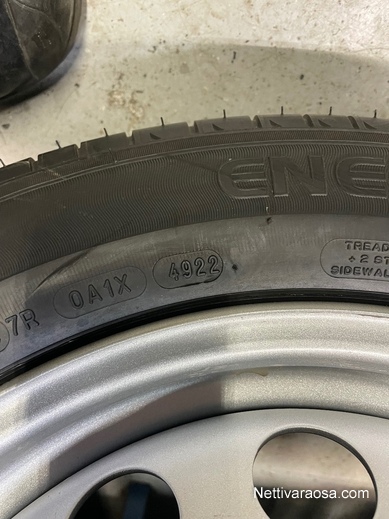 ENE
TREAD
+ 2 ST
SIDEWAL
7R 0A1X 4922
Nettivaraosa.com